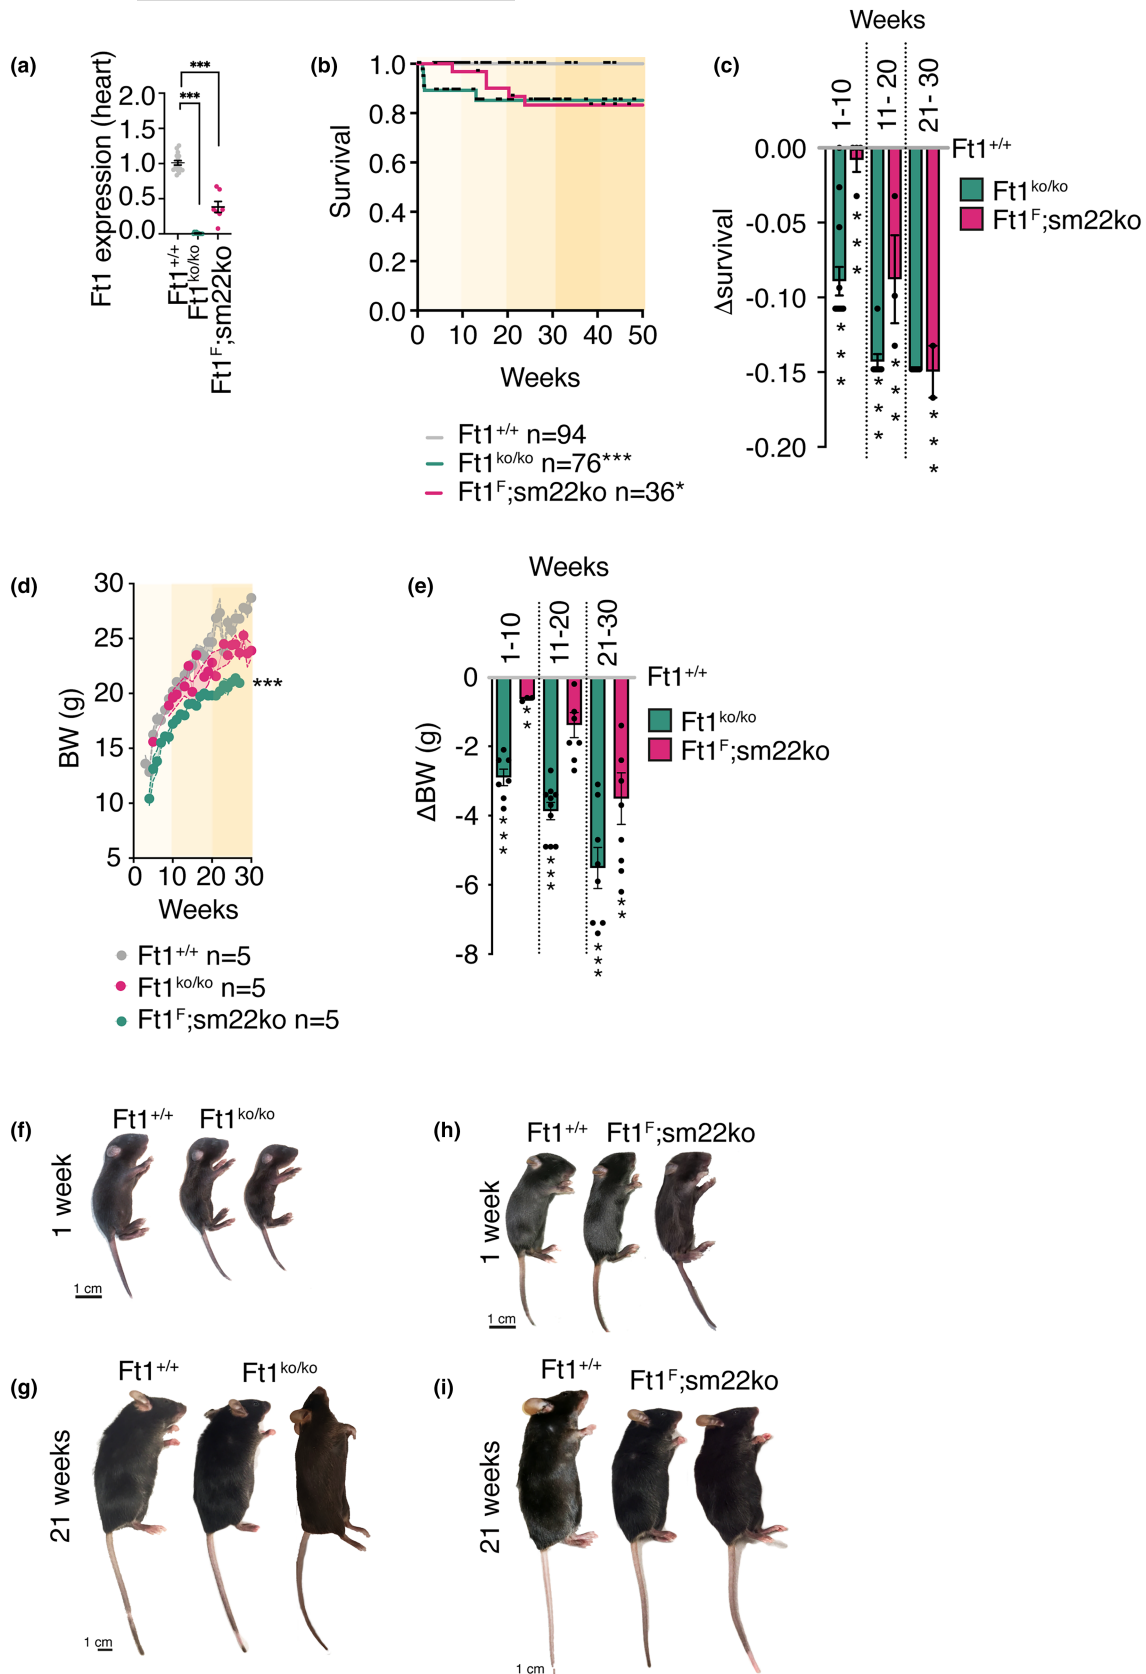 (a)
Ft1 expression (heart)
***
***
2.0
1.5
1.0
0.5
0.0
Ft1+/+
Ft1ko/ko
Ft1F;sm22ko
(b)
Survival
1.0
0.8
0.6
0.4
0.2
0.0
0 10 20 30 40 50
Weeks
Ft1+/+ n=94
Ft1ko/ko n=76***
Ft1F;sm22ko n=36*
(c)
Weeks
1-10
11- 20
21- 30
Δsurvival
0.00
-0.05
-0.10
-0.15
-0.20
Ft1+/+
Ft1ko/ko
Ft1F;sm22ko
***
***
***
***
***
(d)
BW (g)
30
25
20
15
10
5
0 10 20 30
Weeks
***
Ft1+/+ n=5
Ft1ko/ko n=5
Ft1F;sm22ko n=5
(e)
Weeks
1-10
11-20
21-30
ΔBW (g)
0
-2
-4
-6
-8
Ft1+/+
Ft1ko/ko
Ft1F;sm22ko
***
**
***
***
**
(f)
Ft1+/+ Ft1ko/ko
1 week
1 cm
(h)
Ft1+/+ Ft1F;sm22ko
1 week
1 cm
(g)
Ft1+/+ Ft1ko/ko
21 weeks
1 cm
(i)
Ft1+/+
Ft1F;sm22ko
21 weeks
1 cm